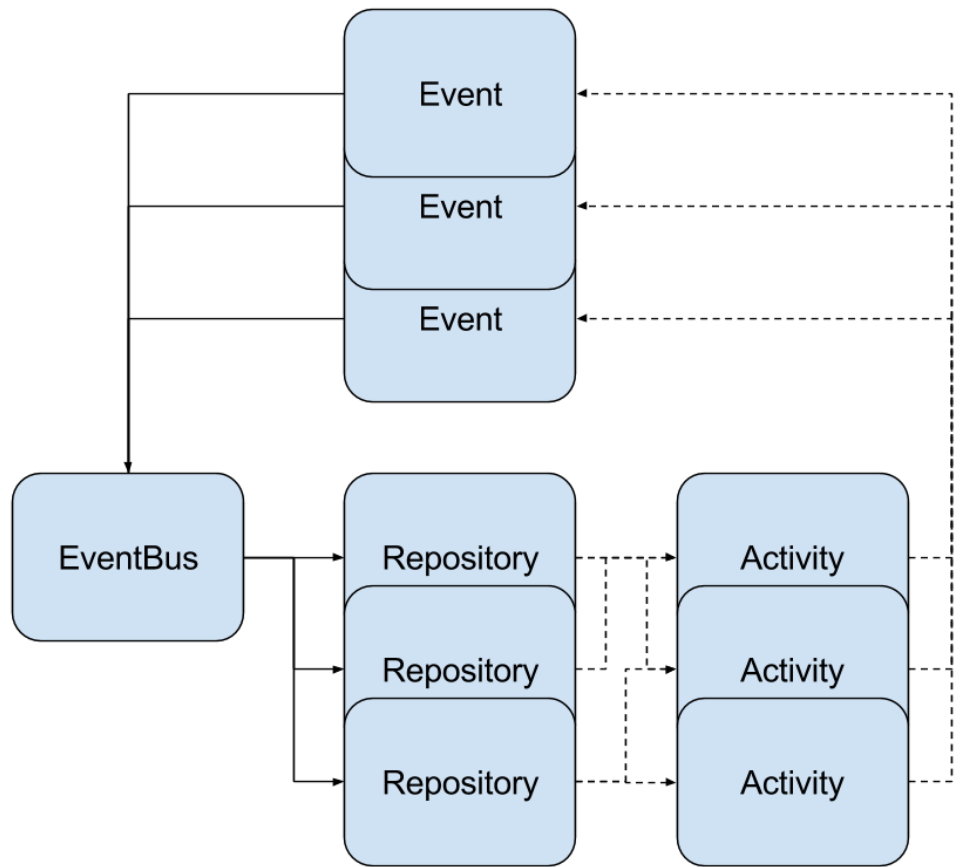 Event
Event
Event
EventBus
Repository
Activity
Repository
Activity
Repository
Activity